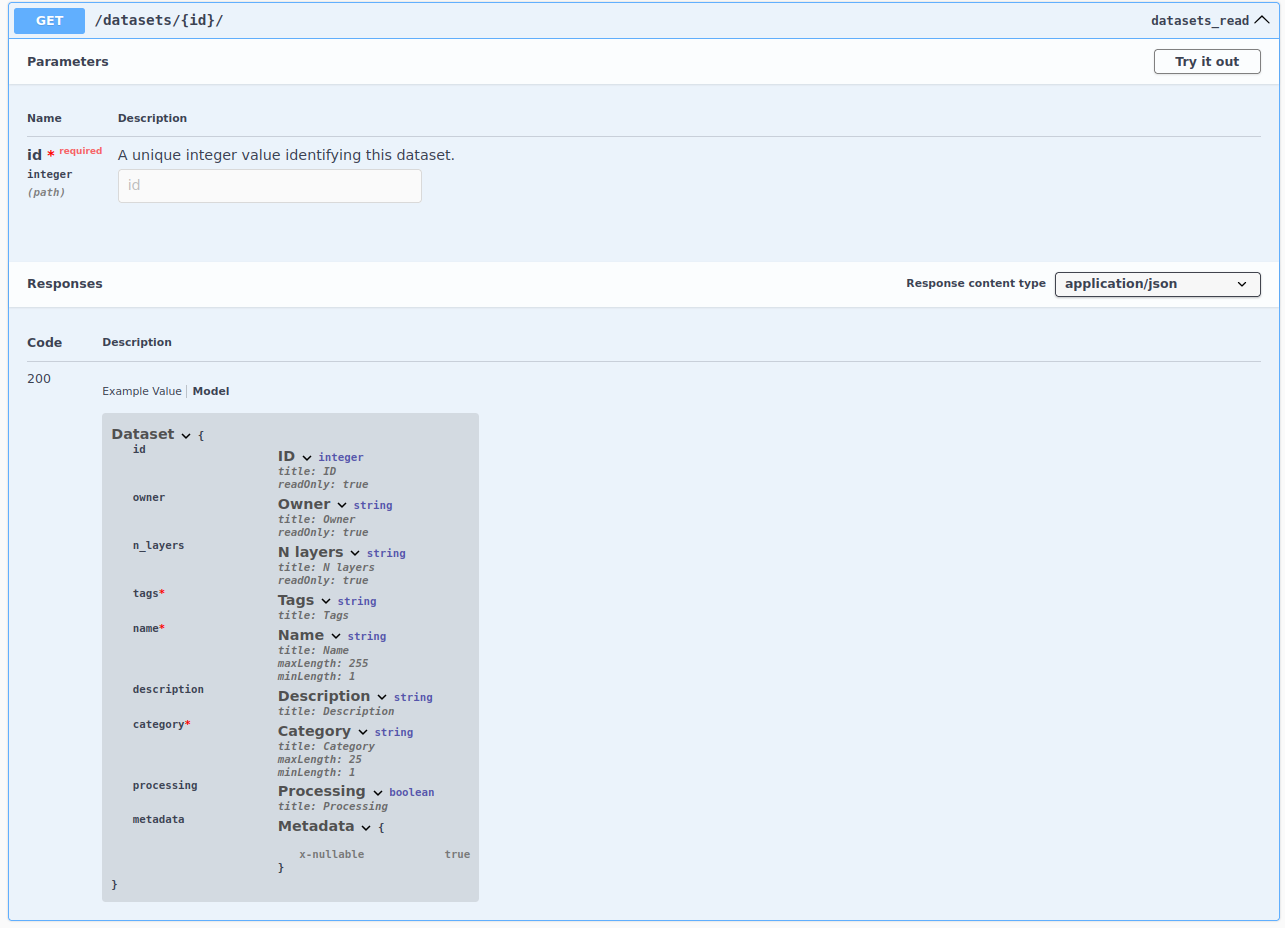 GET /datasets/{id}/ datasets_read
Parameters Try it out
Name Description
id * required A unique integer value identifying this dataset.
integer id
(path)
Responses Response content type application/json
Code Description
200
Example Value Model
Dataset {
id
ID integer
title: ID
readOnly: true
owner
Owner string
title: Owner
readOnly: true
n_layers
N layers string
title: N layers
readOnly: true
tags*
Tags string
title: Tags
name*
Name string
title: Name
maxLength: 255
minLength: 1
description
Description string
title: Description
category*
Category string
title: Category
maxLength: 25
minLength: 1
processing
Processing boolean
title: Processing
metadata
Metadata {
x-nullable true
}
}